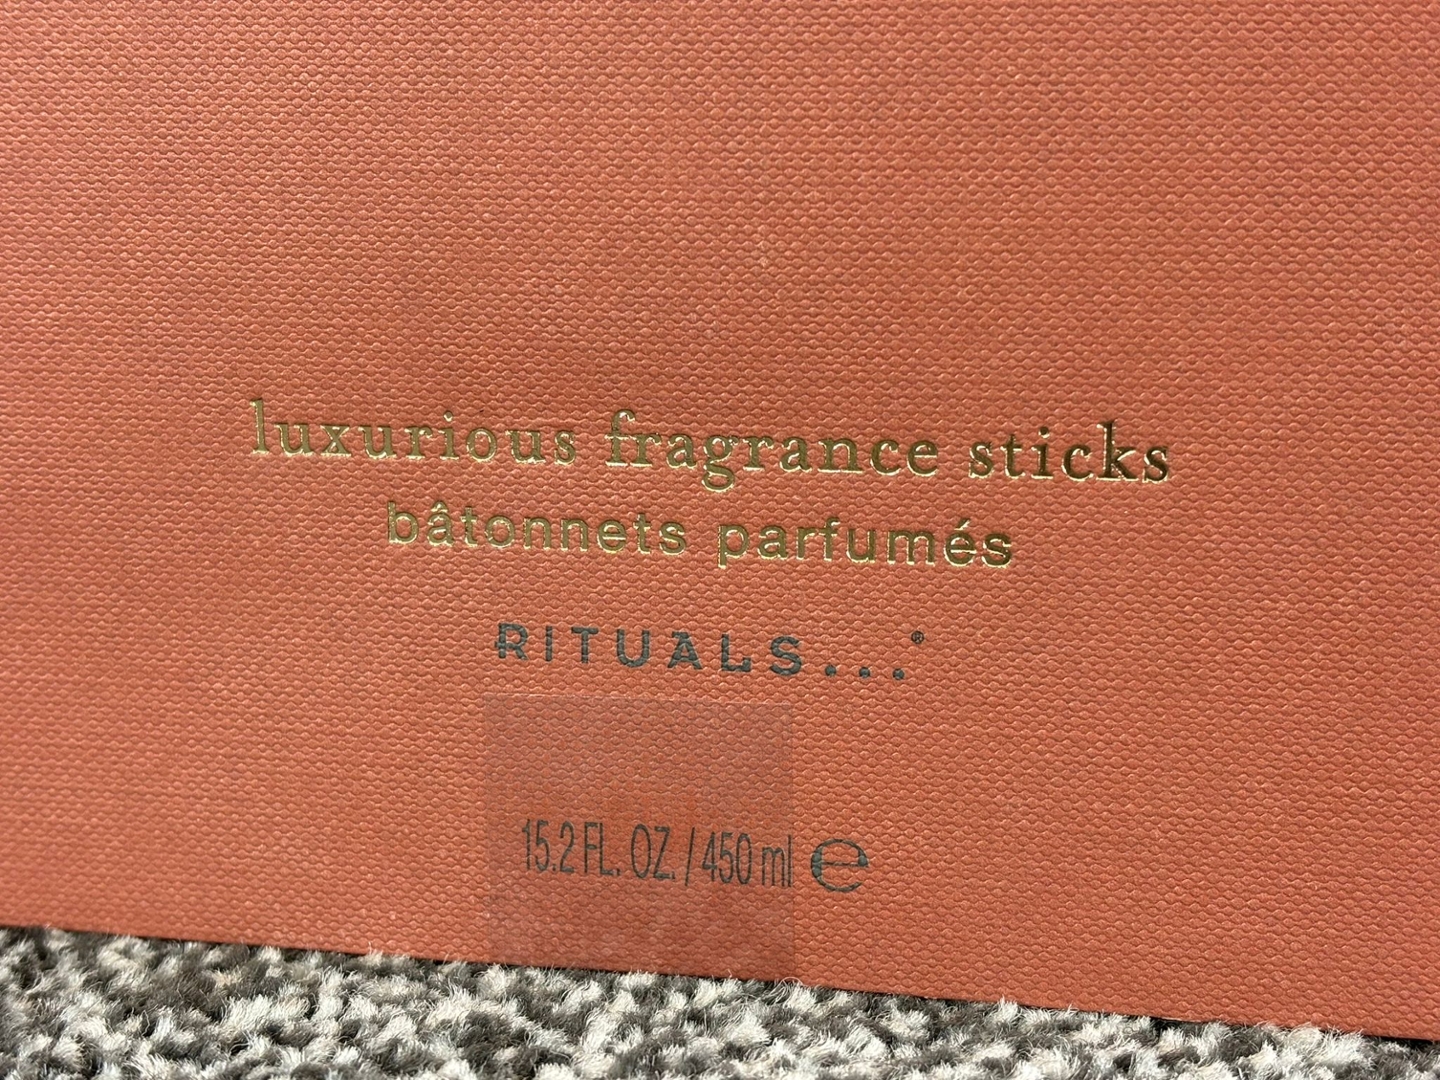 luxurious fragrance sticks
bâtonnets parfumés
RITUALS...®
15.2 FL. OZ. / 450 ml ℮